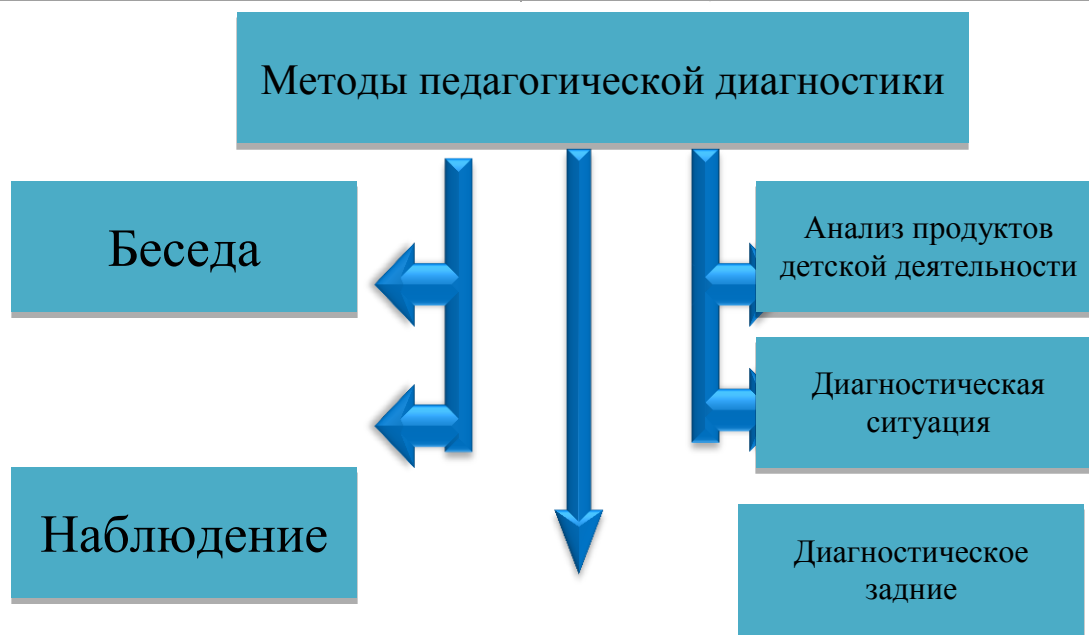 Методы педагогической диагностики
Беседа
Наблюдение
Анализ продуктов
детской деятельности
Диагностическая
ситуация
Диагностическое
задние